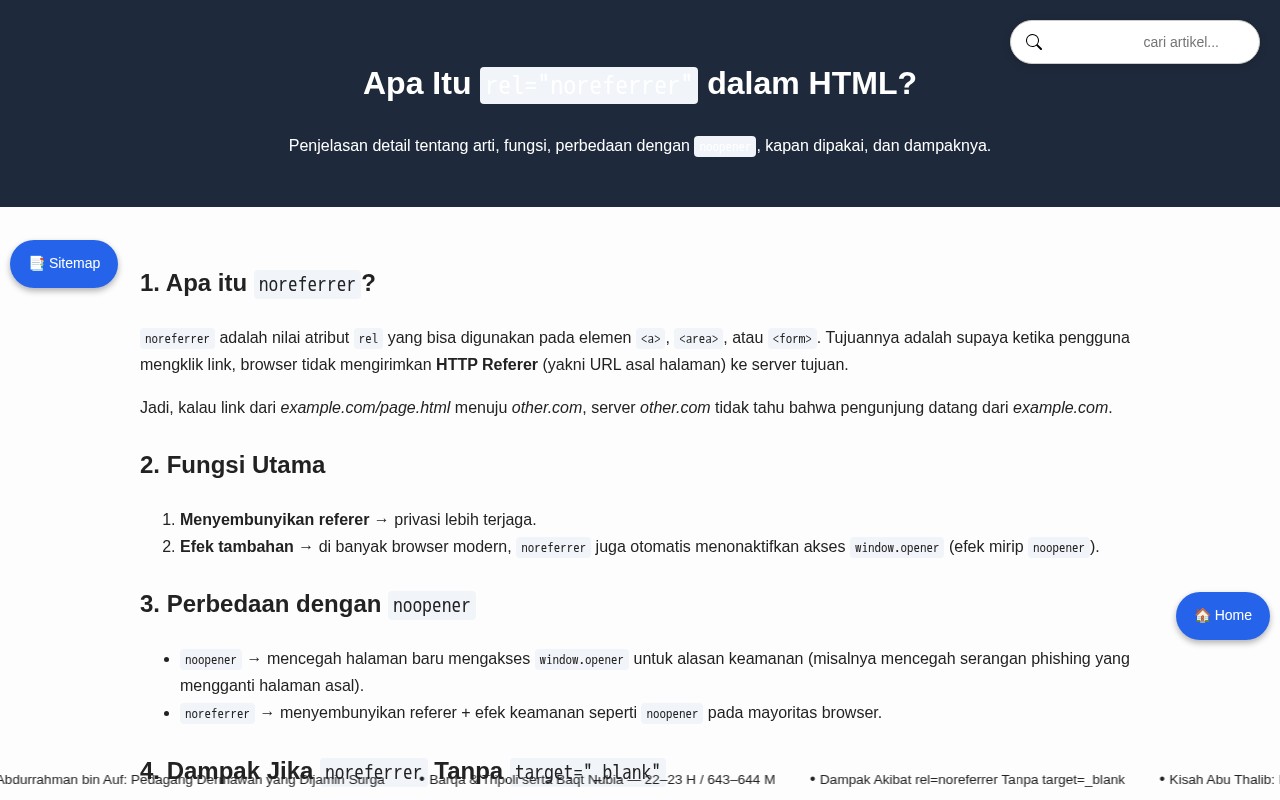 cari artikel...
Apa Itu rel="noreferrer" dalam HTML?
Penjelasan detail tentang arti, fungsi, perbedaan dengan noopener, kapan dipakai, dan dampaknya.
📑 Sitemap
1. Apa itu noreferrer?
noreferrer adalah nilai atribut rel yang bisa digunakan pada elemen <a>, <area>, atau <form>. Tujuannya adalah supaya ketika pengguna
mengklik link, browser tidak mengirimkan HTTP Referer (yakni URL asal halaman) ke server tujuan.
Jadi, kalau link dari example.com/page.html menuju other.com, server other.com tidak tahu bahwa pengunjung datang dari example.com.
2. Fungsi Utama
1. Menyembunyikan referer → privasi lebih terjaga.
2. Efek tambahan → di banyak browser modern, noreferrer juga otomatis menonaktifkan akses window.opener (efek mirip noopener).
3. Perbedaan dengan noopener
🏠 Home
• noopener → mencegah halaman baru mengakses window.opener untuk alasan keamanan (misalnya mencegah serangan phishing yang
mengganti halaman asal).
• noreferrer → menyembunyikan referer + efek keamanan seperti noopener pada mayoritas browser.
4. Dampak Jika noreferrer Tanpa target="_blank"
Abdurrahman bin Auf: Pedagang Dermawan yang Dijamin Surga • Barqa & Tripoli serta Baqt Nubia — 22–23 H / 643–644 M • Dampak Akibat rel=noreferrer Tanpa target=_blank • Kisah Abu Thalib: